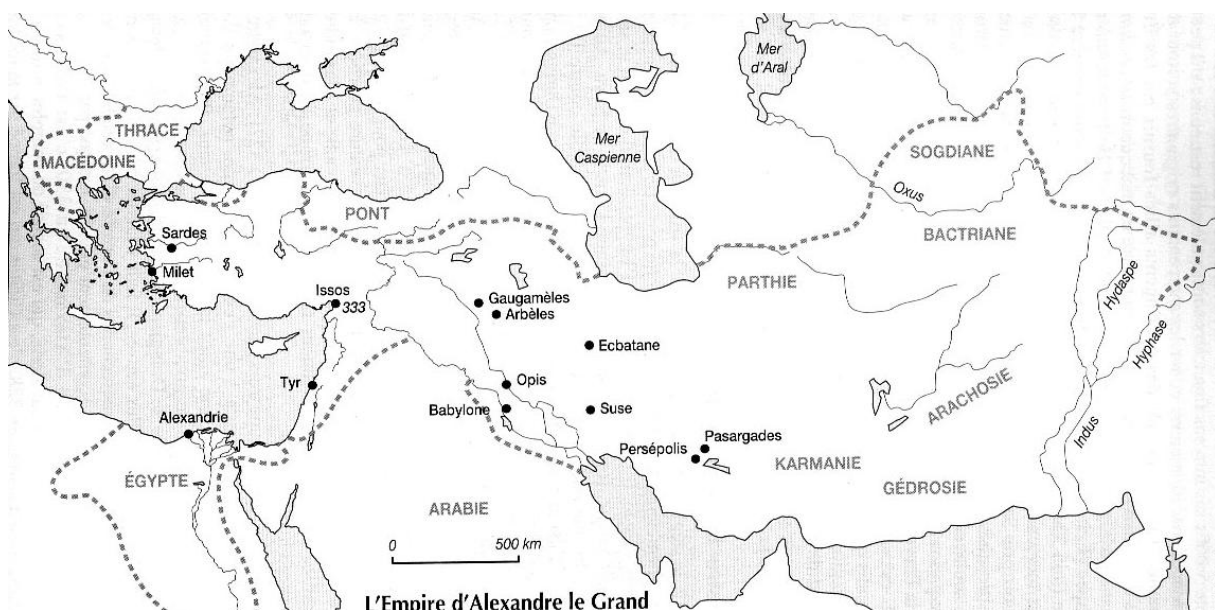 Mer
d'Aral
THRACE
MACÉDOINE
Mer
Caspienne
SOGDIANE
Oxus
PONT
BACTRIANE
Sardes
Milet
PARTHIE
Hydaspe
Issos
333
Gaugamèles
Arbèles
Hyphase
Ecbatane
Tyr
Opis
ARACHOSIE
Babylone
Suse
Alexandrie
Indus
Persépolis
Pasargades
KARMANIE
ÉGYPTE
GÉDROSIE
ARABIE
0
500 km
L'Empire d'Alexandre le Grand